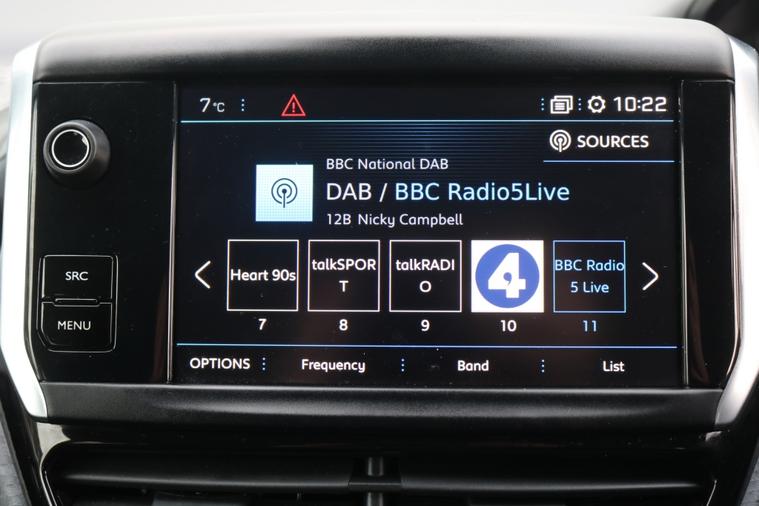 7°C 10:22
SOURCES
BBC National DAB
DAB / BBC Radio5Live
12B Nicky Campbell
SRC
MENU
Heart 90s
talkSPOR
T
talkRADI
O
4
BBC Radio
5 Live
7 8 9 10 11
OPTIONS Frequency Band List